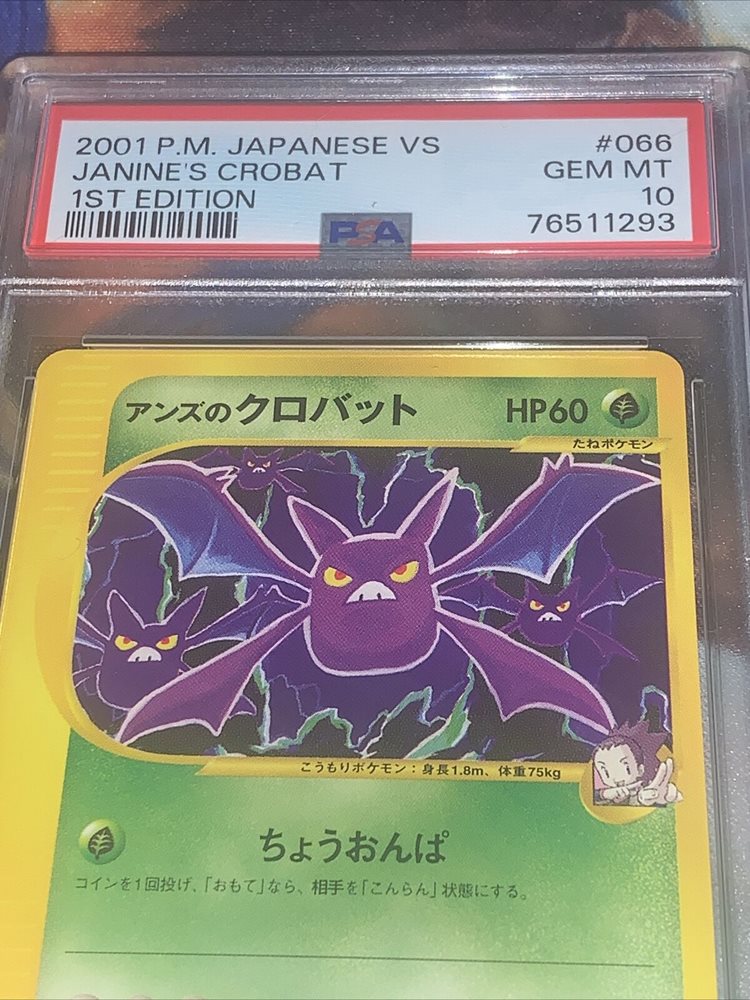 2001 P.M. JAPANESE VS #066
JANINE'S CROBAT GEM MT
1ST EDITION 10
PSA 76511293
アンズのクロバット HP60
たねポケモン
こうもりポケモン：身長1.8m、体重75kg
ちょうおんぱ
コインを1回投げ、「おもて」なら、相手を「こんらん」状態にする。